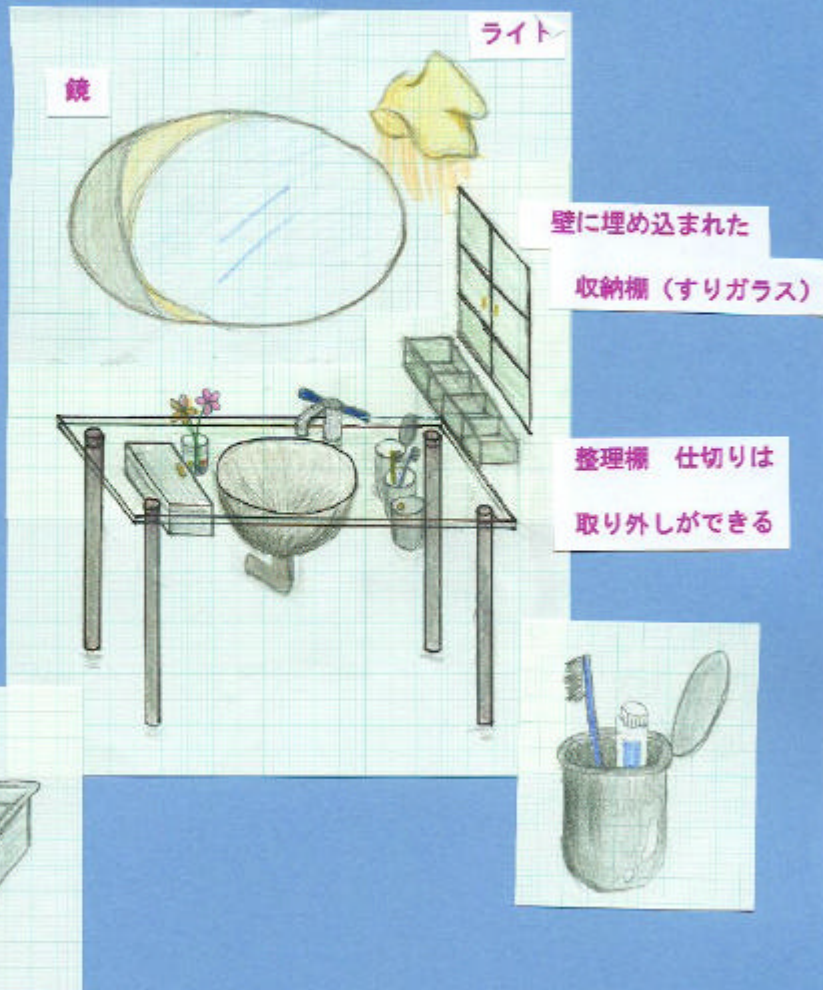 ライト
鏡
壁に埋め込まれた
収納棚（すりガラス）
整理棚　仕切りは
取り外しができる